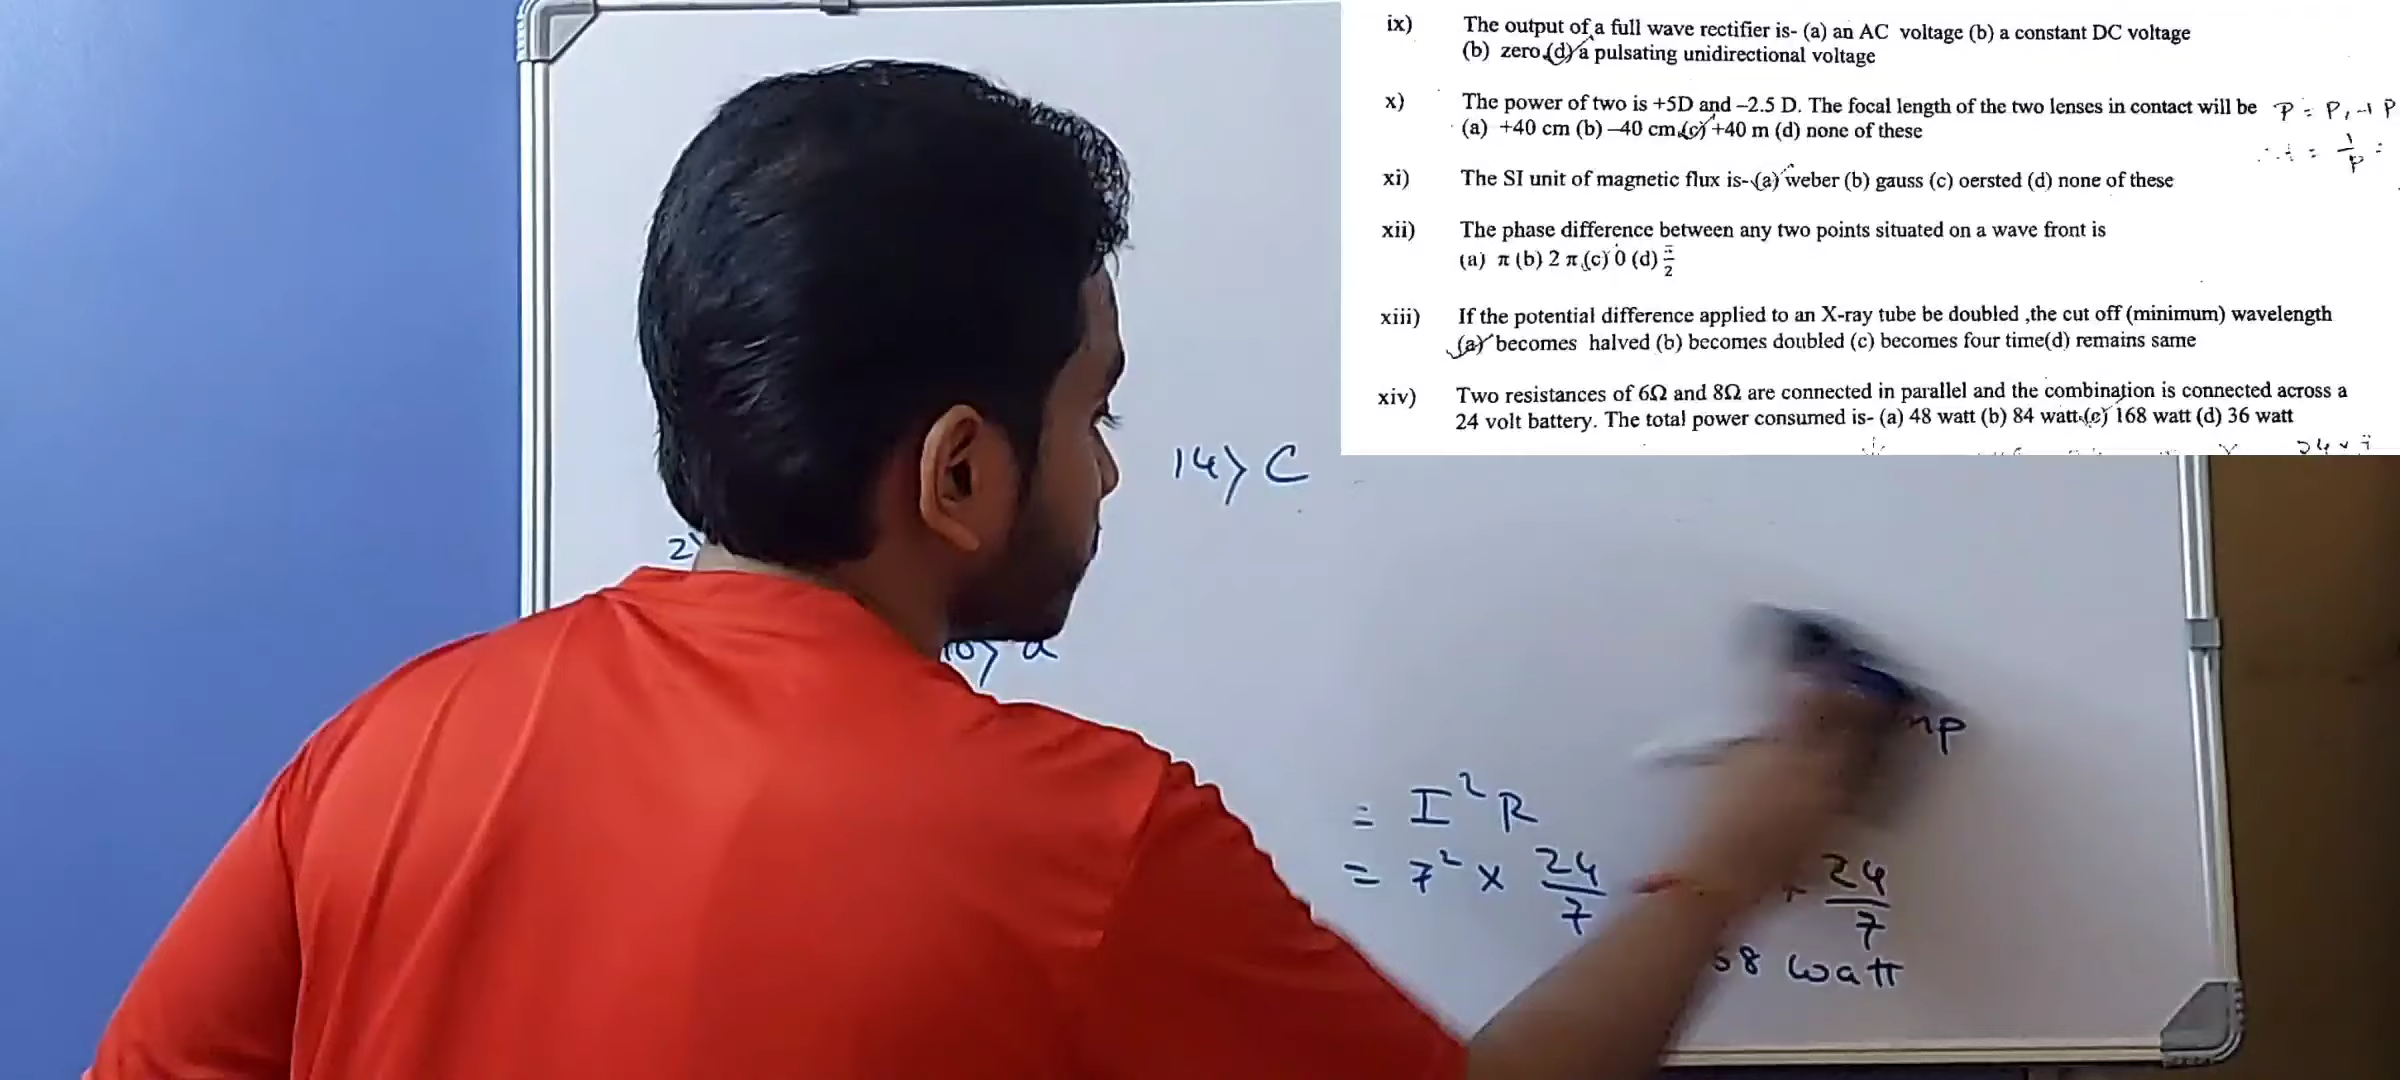 ix) The output of a full wave rectifier is- (a) an AC voltage (b) a constant DC voltage
(b) zero (d) a pulsating unidirectional voltage
x) The power of two is +5D and –2.5 D. The focal length of the two lenses in contact will be
(a) +40 cm (b) –40 cm (c) +40 m (d) none of these
xi) The SI unit of magnetic flux is- (a) weber (b) gauss (c) oersted (d) none of these
xii) The phase difference between any two points situated on a wave front is
(a) π (b) 2 π (c) 0 (d) π/2
xiii) If the potential difference applied to an X-ray tube be doubled ,the cut off (minimum) wavelength
(a) becomes halved (b) becomes doubled (c) becomes four time(d) remains same
xiv) Two resistances of 6Ω and 8Ω are connected in parallel and the combination is connected across a
24 volt battery. The total power consumed is- (a) 48 watt (b) 84 watt (c) 168 watt (d) 36 watt
14> C
10> a
= I²R
= 7² x 24/7
24/7
68 watt